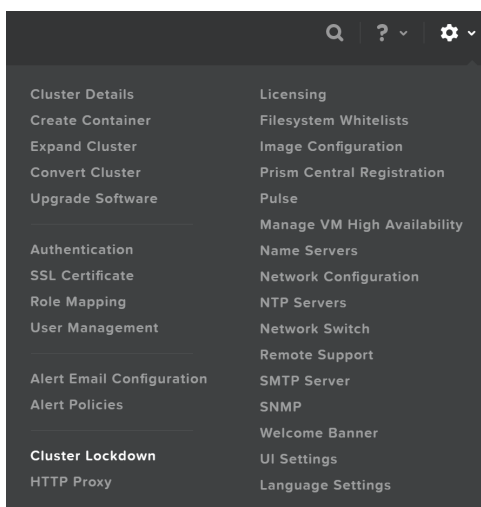 ?
Cluster Details
Create Container
Expand Cluster
Convert Cluster
Upgrade Software
Authentication
SSL Certificate
Role Mapping
User Management
Alert Email Configuration
Alert Policies
Cluster Lockdown
HTTP Proxy
Licensing
Filesystem Whitelists
Image Configuration
Prism Central Registration
Pulse
Manage VM High Availability
Name Servers
Network Configuration
NTP Servers
Network Switch
Remote Support
SMTP Server
SNMP
Welcome Banner
UI Settings
Language Settings